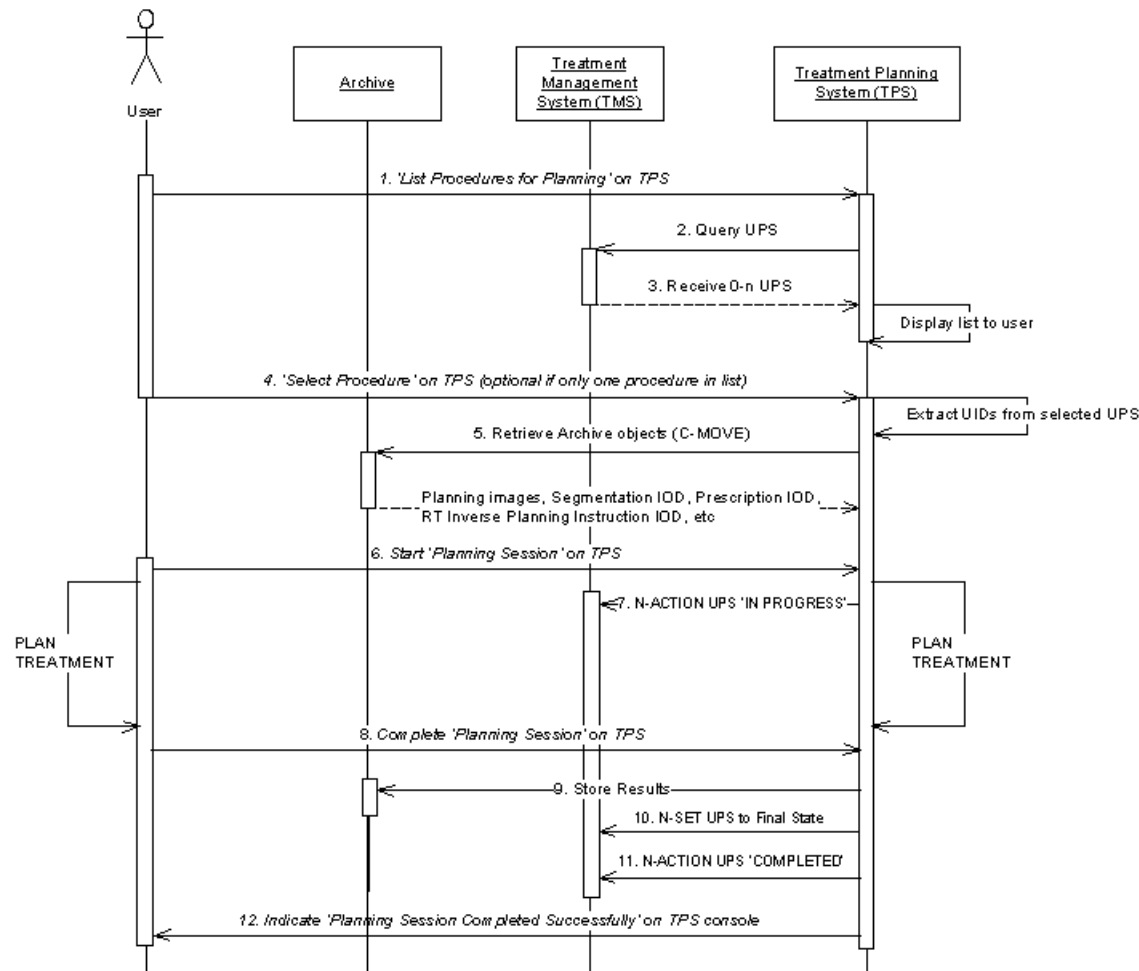 User
Archive
Treatment
Management
System (TMS)
Treatment Planning
System (TPS)
1. 'List Procedures for Planning' on TPS
2. Query UPS
3. Receive 0-n UPS
Display list to user
4. 'Select Procedure' on TPS (optional if only one procedure in list)
Extract UIDs from selected UPS
5. Retrieve Archive objects (C-MOVE)
Planning images, Segmentation IOD, Prescription IOD,
RT Inverse Planning Instruction IOD, etc
6. Start 'Planning Session' on TPS
7. N-ACTION UPS 'IN PROGRESS'
PLAN
TREATMENT
PLAN
TREATMENT
8. Complete 'Planning Session' on TPS
9. Store Results
10. N-SET UPS to Final State
11. N-ACTION UPS 'COMPLETED'
12. Indicate 'Planning Session Completed Successfully' on TPS console